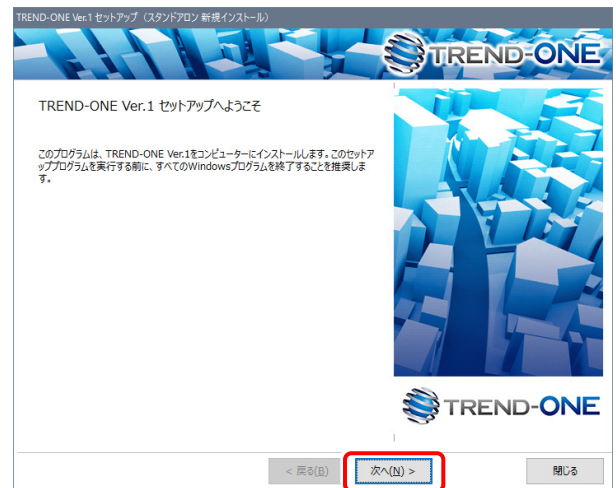 TREND-ONE Ver.1 セットアップ（スタンドアロン 新規インストール）
TREND-ONE
TREND-ONE Ver.1 セットアップへようこそ
このプログラムは、TREND-ONE Ver.1をコンピューターにインストールします。このセットア
ッププログラムを実行する前に、すべてのWindowsプログラムを終了することを推奨しま
す。
TREND-ONE
< 戻る(B)
次へ(N) >
閉じる